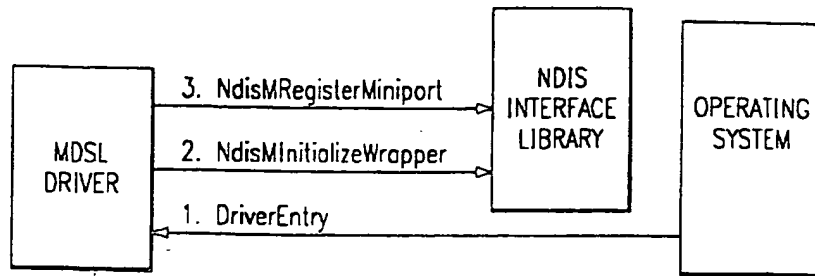 MDSL
DRIVER
3. NdisMRegisterMiniport
2. NdisMInitializeWrapper
1. DriverEntry
NDIS
INTERFACE
LIBRARY
OPERATING
SYSTEM